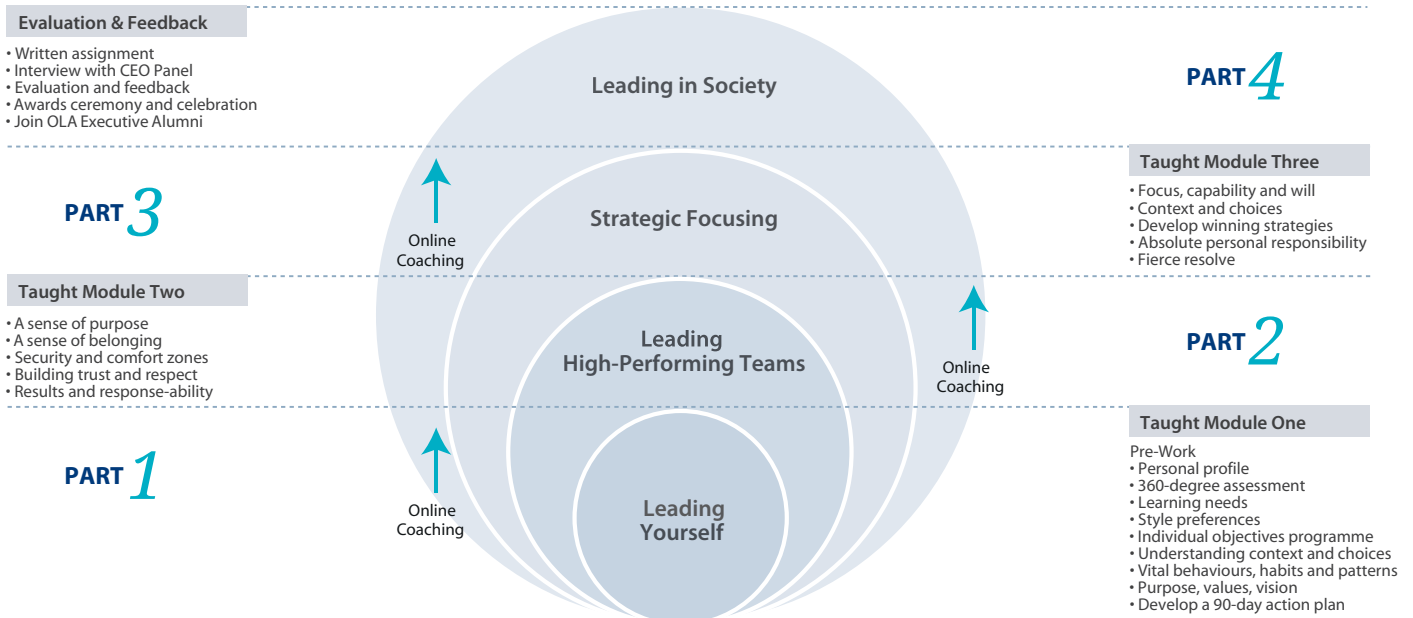 Evaluation & Feedback
• Written assignment
• Interview with CEO Panel
• Evaluation and feedback
• Awards ceremony and celebration
• Join OLA Executive Alumni
Leading in Society
PART 4
PART 3
Online
Coaching
Strategic Focusing
Taught Module Three
• Focus, capability and will
• Context and choices
• Develop winning strategies
• Absolute personal responsibility
• Fierce resolve
Taught Module Two
• A sense of purpose
• A sense of belonging
• Security and comfort zones
• Building trust and respect
• Results and response-ability
Leading
High-Performing Teams
Online
Coaching
PART 2
PART 1
Online
Coaching
Leading
Yourself
Taught Module One
Pre-Work
• Personal profile
• 360-degree assessment
• Learning needs
• Style preferences
• Individual objectives programme
• Understanding context and choices
• Vital behaviours, habits and patterns
• Purpose, values, vision
• Develop a 90-day action plan